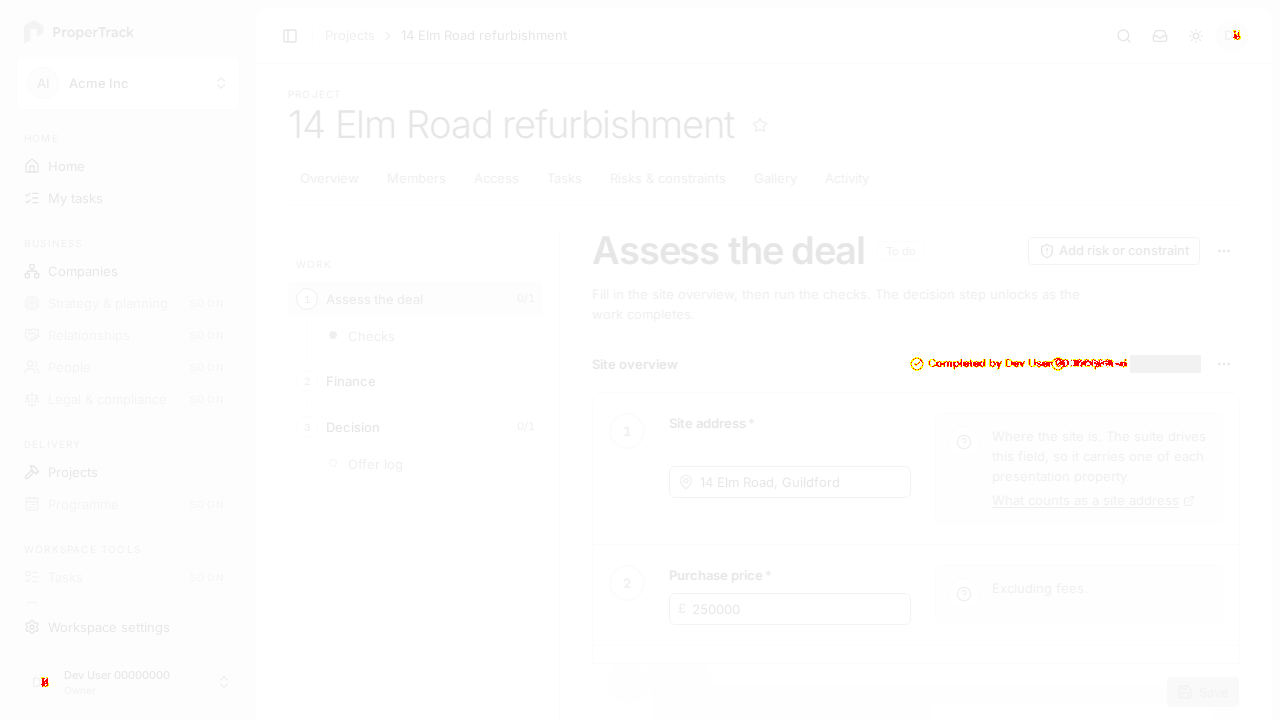 ProperTrack
AI
Acme Inc
HOME
Home
My tasks
BUSINESS
Companies
Strategy & planning SOON
Relationships SOON
People SOON
Legal & compliance SOON
DELIVERY
Projects
Programme SOON
WORKSPACE TOOLS
Tasks SOON
Workspace settings
Dev User 00000000
Owner
Projects > 14 Elm Road refurbishment
PROJECT
14 Elm Road refurbishment
Overview Members Access Tasks Risks & constraints Gallery Activity
WORK
1 Assess the deal 0/1
Checks
2 Finance
3 Decision 0/1
Offer log
Assess the deal To do
Add risk or constraint
Fill in the site overview, then run the checks. The decision step unlocks as the
work completes.
Site overview
Completed by Dev User
1 Site address *
14 Elm Road, Guildford
Where the site is. The suite drives
this field, so it carries one of each
presentation property.
What counts as a site address
2 Purchase price *
£ 250000
Excluding fees.
Save